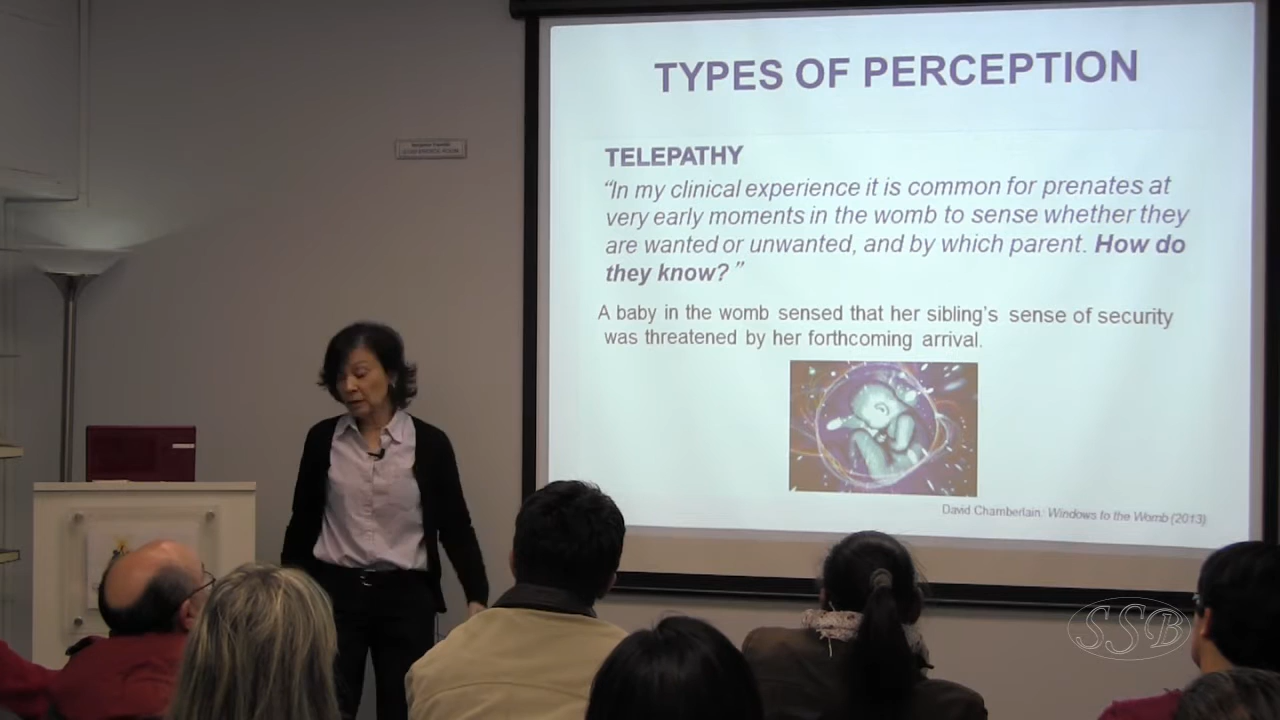 TYPES OF PERCEPTION
TELEPATHY
“In my clinical experience it is common for prenates at
very early moments in the womb to sense whether they
are wanted or unwanted, and by which parent. How do
they know? ”
A baby in the womb sensed that her sibling's sense of security
was threatened by her forthcoming arrival.
David Chamberlain: Windows to the Womb (2013)
SSB